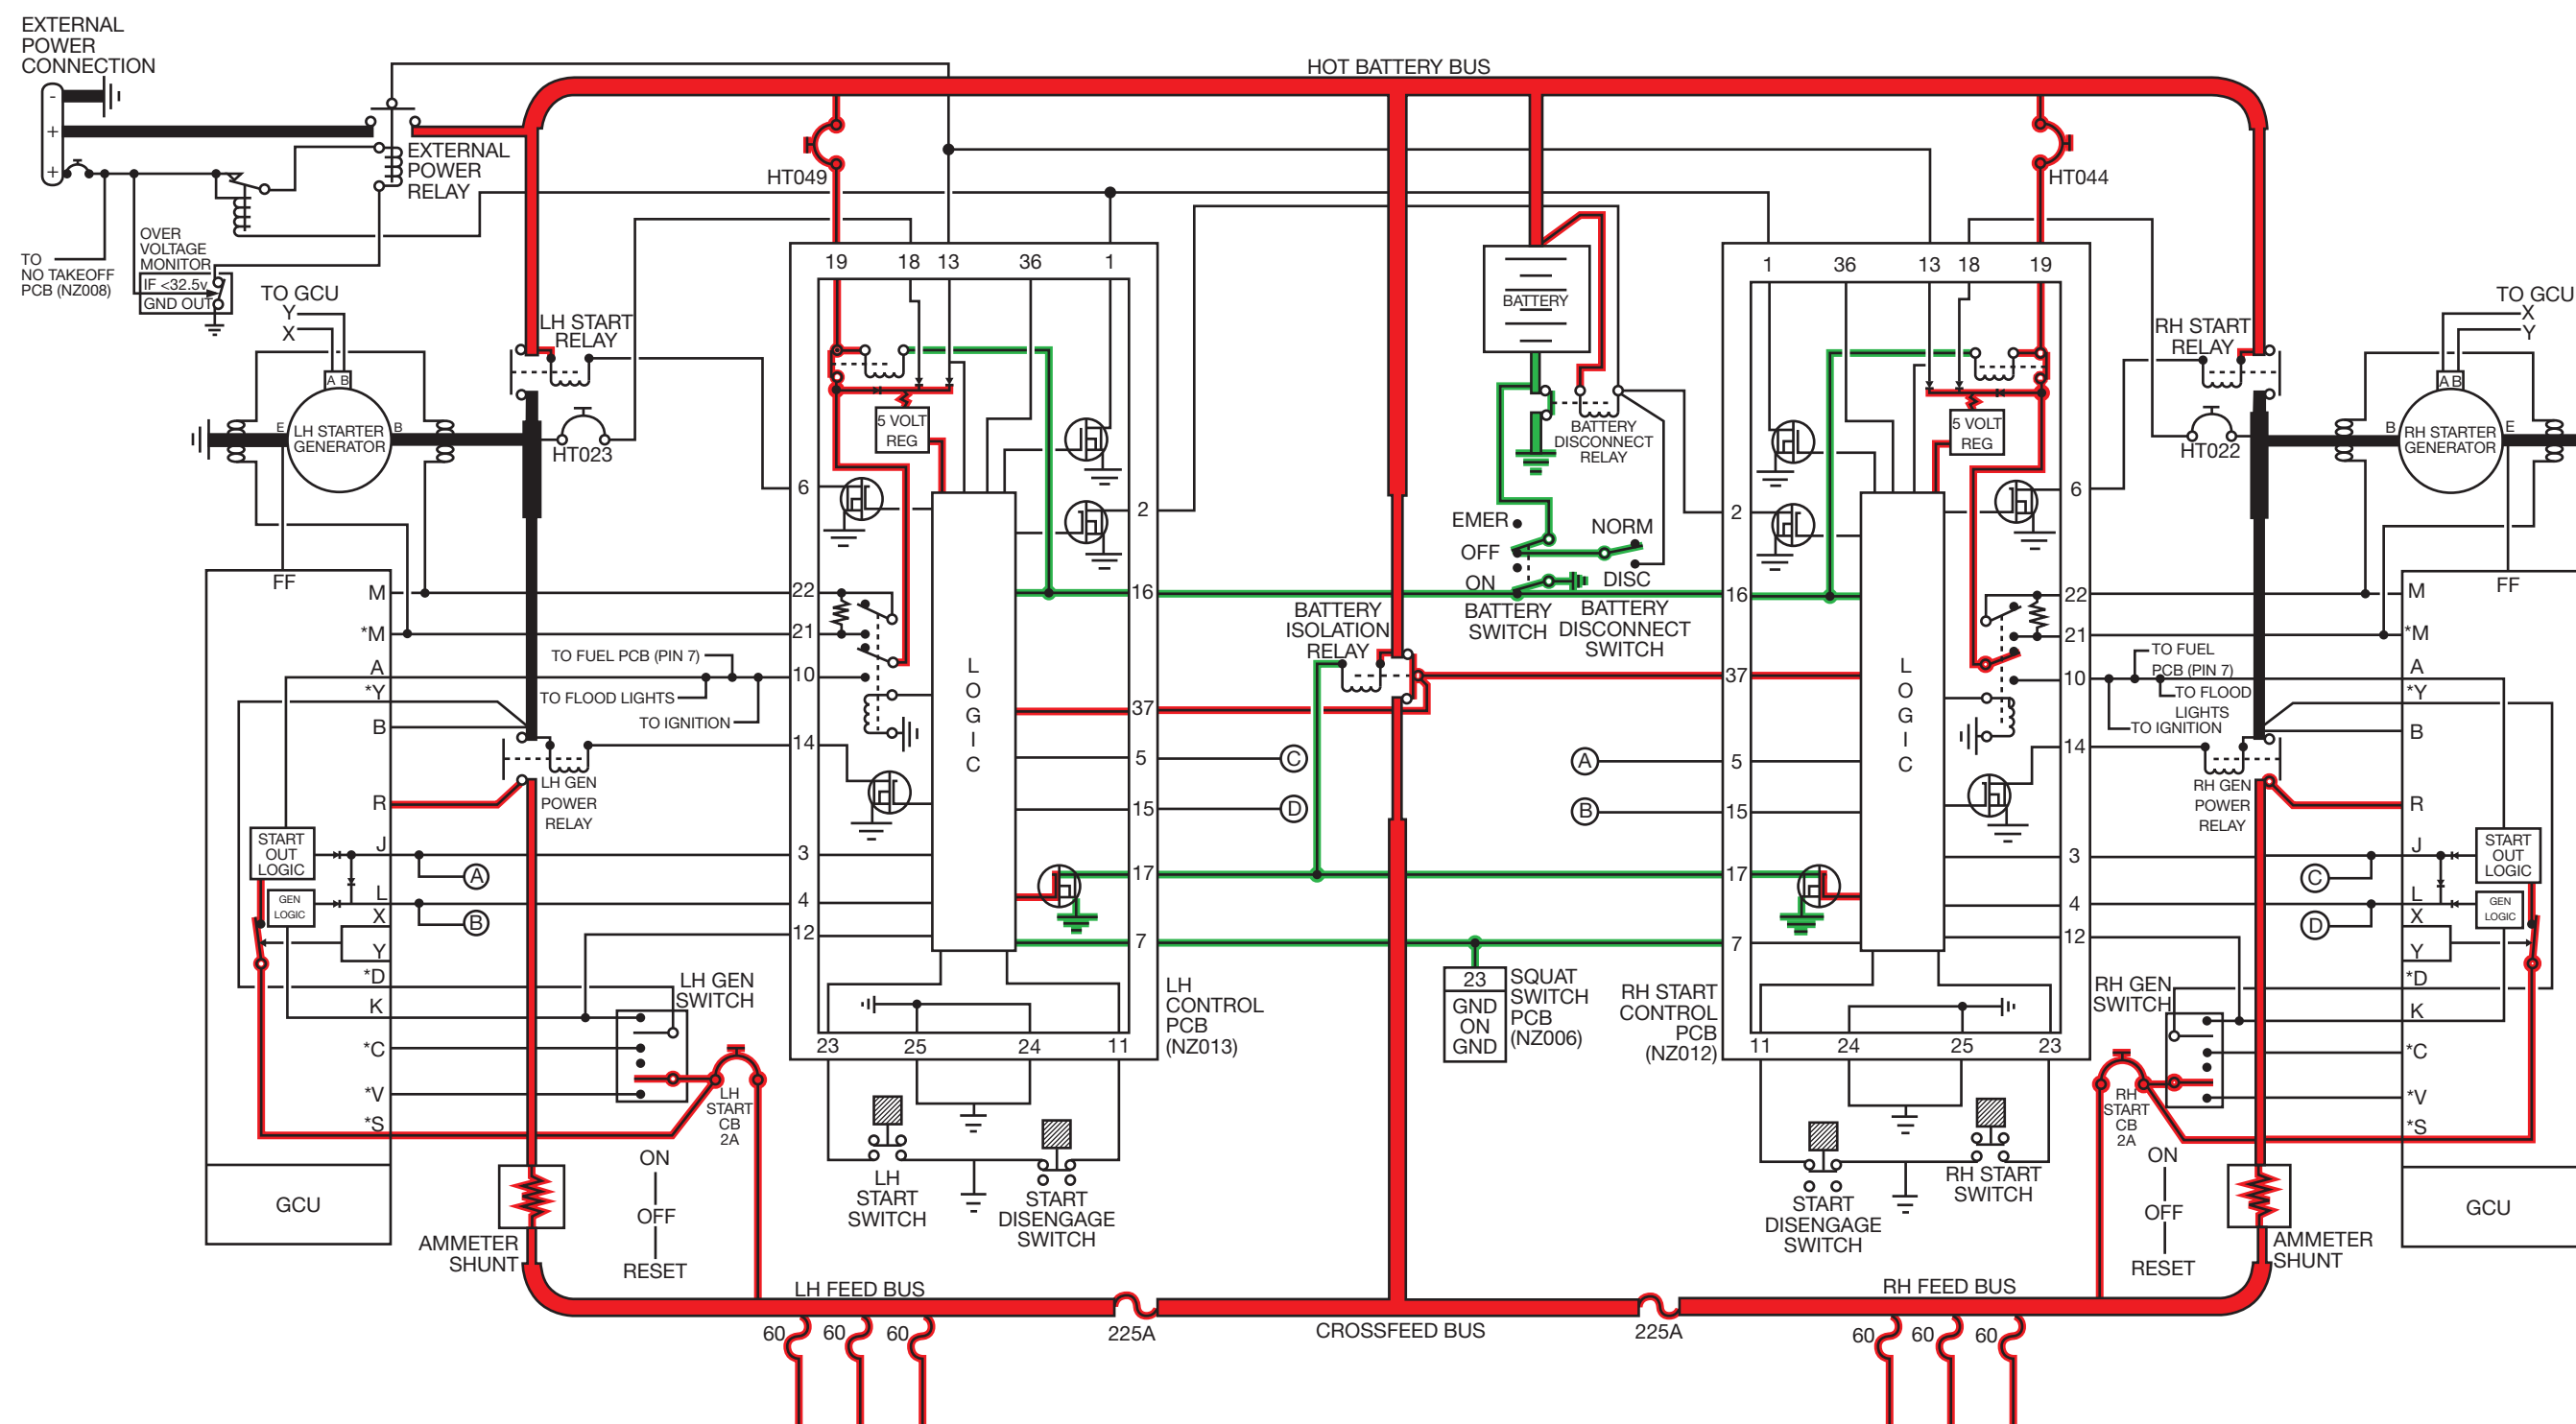 EXTERNAL
POWER
CONNECTION
-
+
+
EXTERNAL
POWER
RELAY
TO
NO TAKEOFF
PCB (NZ008)
OVER
VOLTAGE
MONITOR
IF <32.5v
GND OUT
HOT BATTERY BUS
HT049
HT044
TO GCU
Y
X
A B
E
LH STARTER
GENERATOR
B
LH START
RELAY
HT023
19
18
13
36
1
5 VOLT
REG
6
22
21
10
14
3
4
12
2
16
37
5
15
17
7
LOGIC
23
25
24
11
LH
CONTROL
PCB
(NZ013)
BATTERY
BATTERY
DISCONNECT
RELAY
EMER
OFF
ON
NORM
DISC
BATTERY
SWITCH
BATTERY
DISCONNECT
SWITCH
BATTERY
ISOLATION
RELAY
C
D
A
B
23
GND
ON
GND
SQUAT
SWITCH
PCB
(NZ006)
1
36
13
18
19
5 VOLT
REG
2
16
37
5
15
17
7
LOGIC
6
22
21
10
14
3
4
12
11
24
25
23
RH START
CONTROL
PCB
(NZ012)
RH START
RELAY
HT022
TO GCU
X
Y
A B
B
RH STARTER
GENERATOR
E
FF
M
*M
A
*Y
B
R
J
L
X
Y
*D
K
*C
*V
*S
START
OUT
LOGIC
GEN
LOGIC
GCU
TO FUEL PCB (PIN 7)
TO FLOOD LIGHTS
TO IGNITION
LH GEN
POWER
RELAY
A
B
LH GEN
SWITCH
LH
START
CB
2A
ON
OFF
RESET
AMMETER
SHUNT
LH
START
SWITCH
START
DISENGAGE
SWITCH
START
DISENGAGE
SWITCH
RH START
SWITCH
TO FUEL
PCB (PIN 7)
TO FLOOD
LIGHTS
TO IGNITION
RH GEN
POWER
RELAY
C
D
RH GEN
SWITCH
RH
START
CB
2A
ON
OFF
RESET
AMMETER
SHUNT
FF
M
*M
A
*Y
B
R
J
L
X
Y
*D
K
*C
*V
*S
START
OUT
LOGIC
GEN
LOGIC
GCU
LH FEED BUS
CROSSFEED BUS
RH FEED BUS
60
60
60
225A
225A
60
60
60